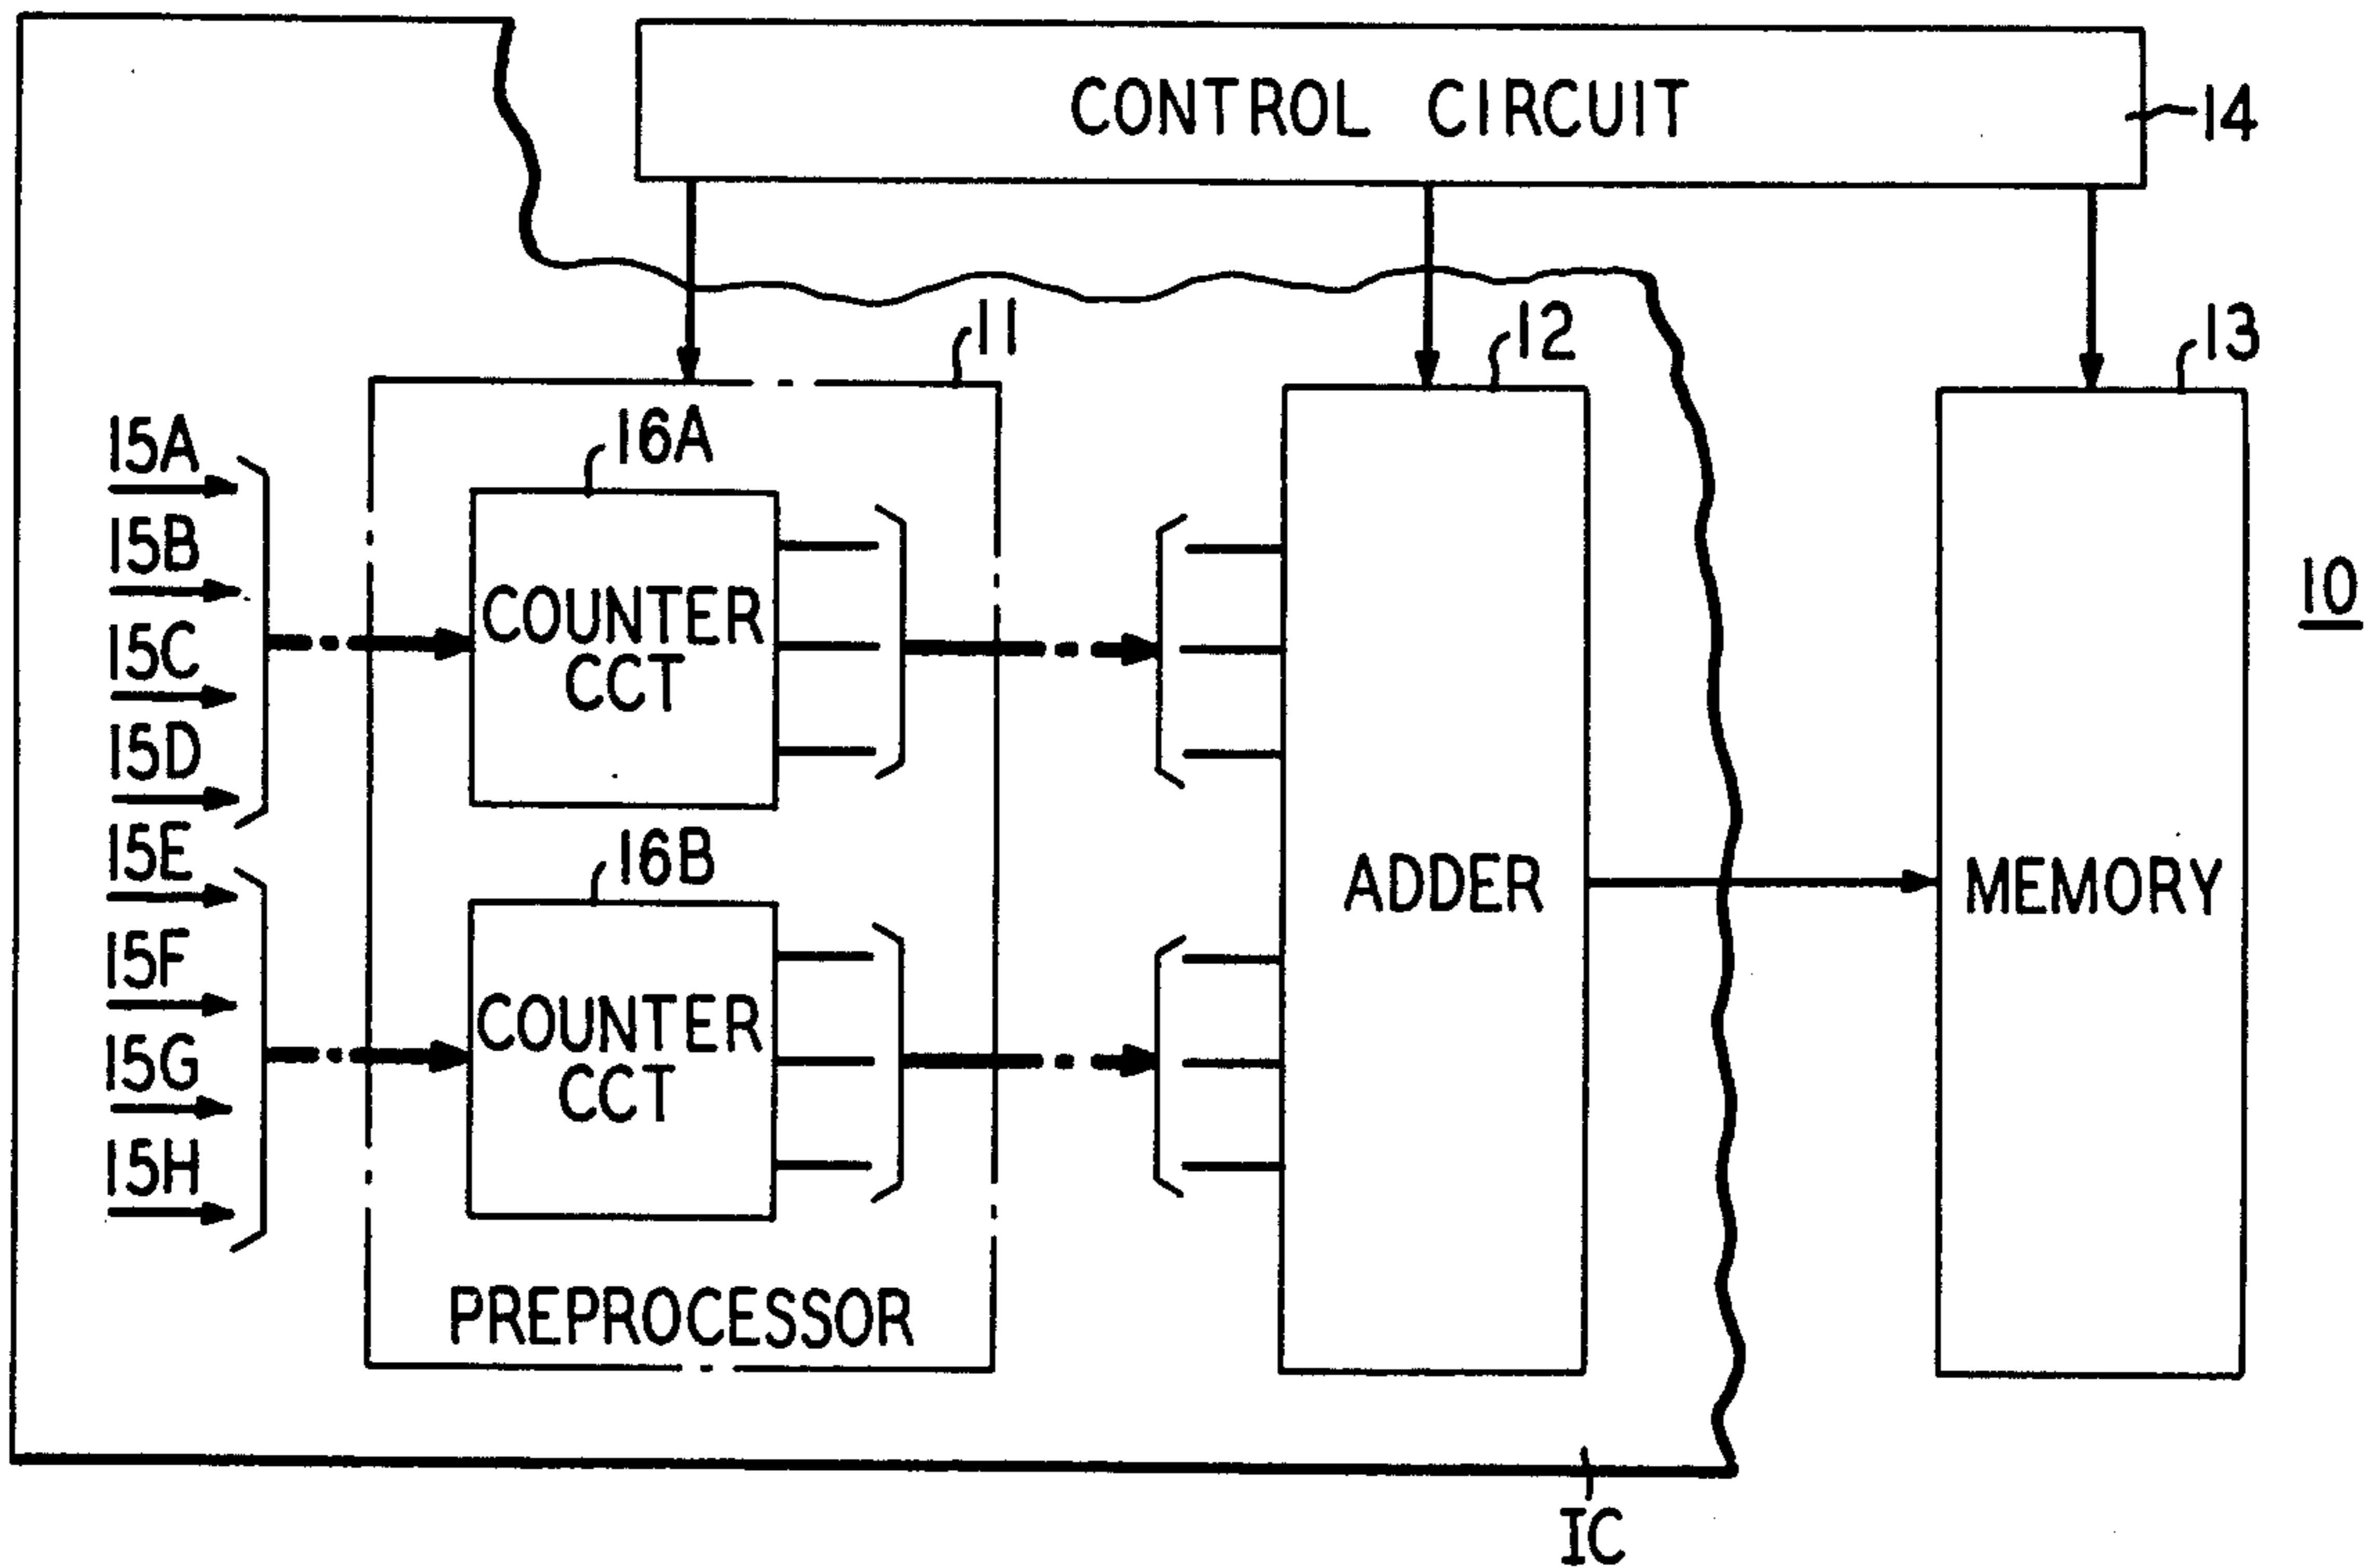 CONTROL CIRCUIT
14
11
12
13
15A
16A
15B
10
COUNTER
CCT
15C
15D
15E
16B
ADDER
MEMORY
15F
COUNTER
CCT
15G
15H
PREPROCESSOR
IC